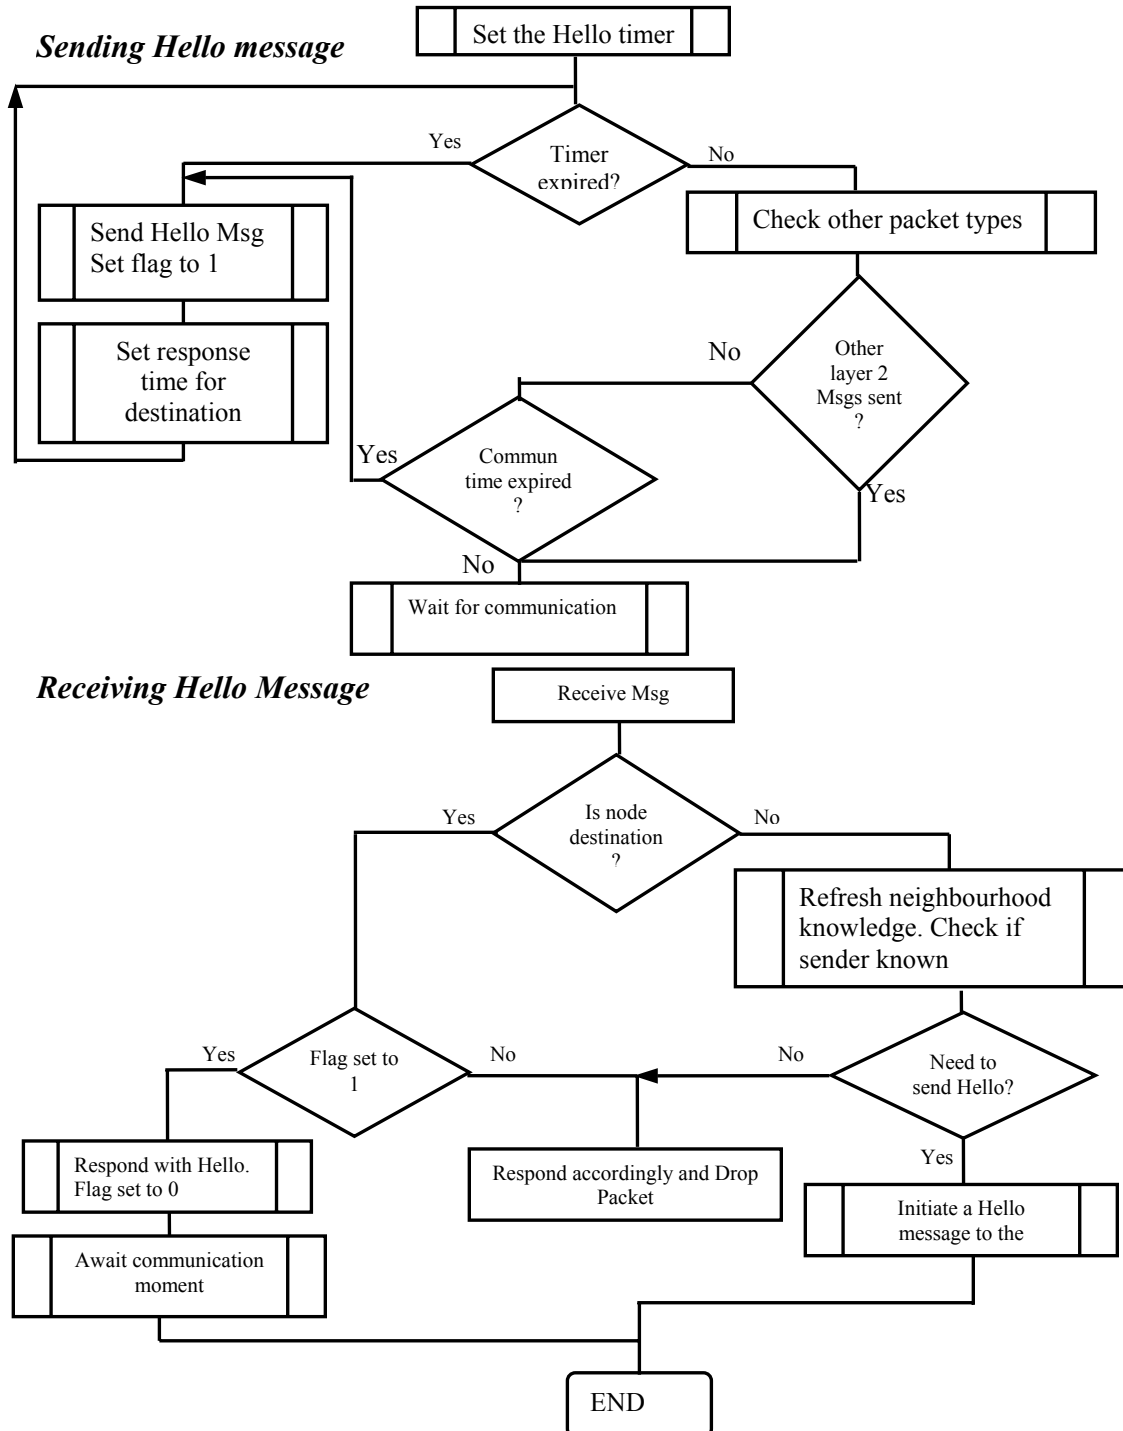 Sending Hello message
Set the Hello timer
Yes
Timer
expired?
No
Send Hello Msg
Set flag to 1
Check other packet types
Set response
time for
destination
No
Other
layer 2
Msgs sent
?
Yes
Commun
time expired
?
Yes
No
Wait for communication
Receiving Hello Message
Receive Msg
Yes
Is node
destination
?
No
Refresh neighbourhood
knowledge. Check if
sender known
Yes
Flag set to
1
No
No
Need to
send Hello?
Yes
Respond with Hello.
Flag set to 0
Respond accordingly and Drop
Packet
Initiate a Hello
message to the
Await communication
moment
END